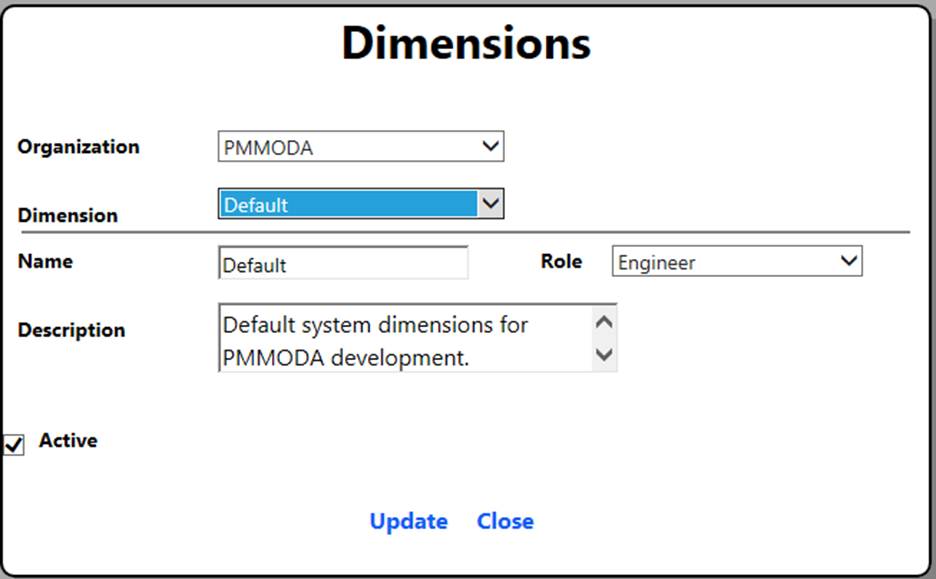 Dimensions
Organization PMMODA
Dimension Default
Name Default Role Engineer
Description Default system dimensions for
PMMODA development.
Active
Update Close